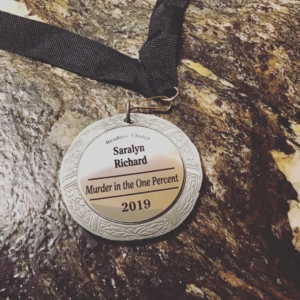 Readers' Choice
Saralyn
Richard
Murder in the One Percent
2019